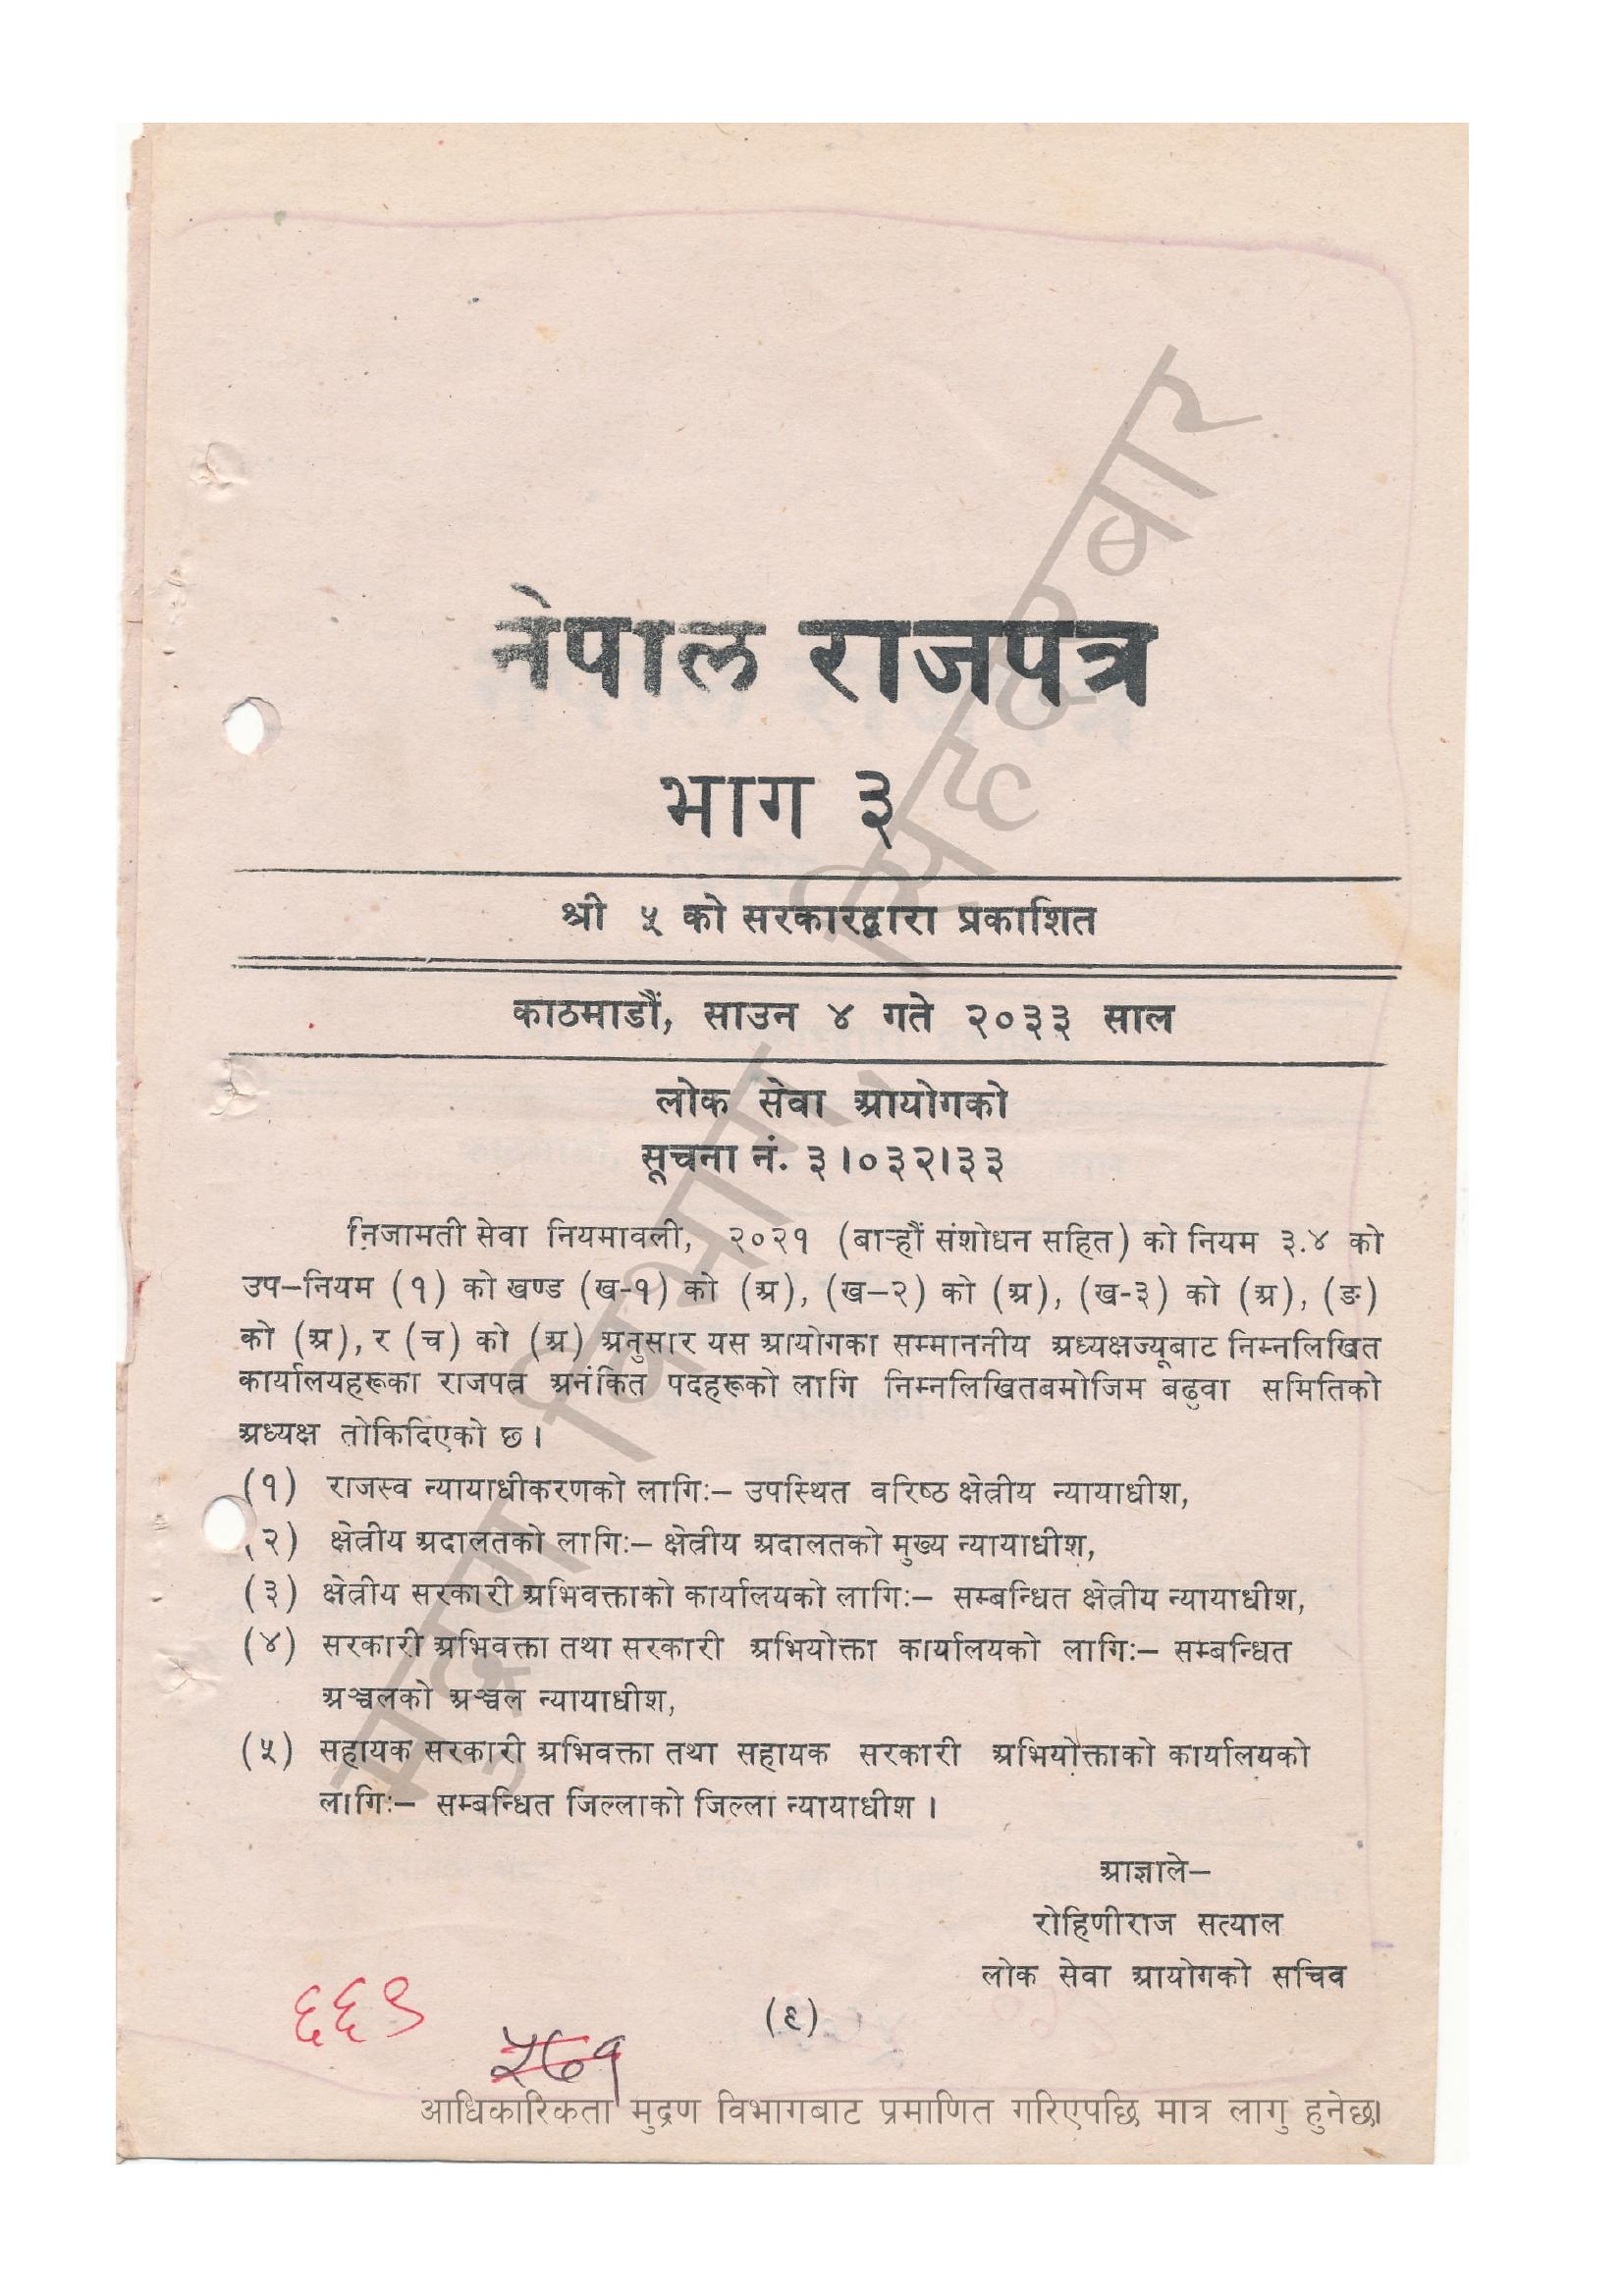 नेपाल राजपत्र
भाग ३
श्री ५ को सरकारद्वारा प्रकाशित
काठमाडौं, साउन ४ गते २०३३ साल
लोक सेवा आयोगको
सूचना नं. ३।०३२।३३
निजामती सेवा नियमावली, २०२१ (बाऱ्हौं संशोधन सहित) को नियम ३.४ को
उप–नियम (१) को खण्ड (ख-१) को (अ), (ख–२) को (अ), (ख-३) को (अ), (ङ)
को (अ), र (च) को (अ) अनुसार यस आयोगका सम्माननीय अध्यक्षज्यूबाट निम्नलिखित
कार्यालयहरूका राजपत्र अनंकित पदहरूको लागि निम्नलिखितबमोजिम बढुवा समितिको
अध्यक्ष तोकिदिएको छ।
(१) राजस्व न्यायाधीकरणको लागिः– उपस्थित वरिष्ठ क्षेत्रीय न्यायाधीश,
(२) क्षेत्रीय अदालतको लागिः– क्षेत्रीय अदालतको मुख्य न्यायाधीश,
(३) क्षेत्रीय सरकारी अभिवक्ताको कार्यालयको लागिः– सम्बन्धित क्षेत्रीय न्यायाधीश,
(४) सरकारी अभिवक्ता तथा सरकारी अभियोक्ता कार्यालयको लागिः– सम्बन्धित
अञ्चलको अञ्चल न्यायाधीश,
(५) सहायक सरकारी अभिवक्ता तथा सहायक सरकारी अभियोक्ताको कार्यालयको
लागिः– सम्बन्धित जिल्लाको जिल्ला न्यायाधीश।
आज्ञाले–
रोहिणीराज सत्याल
लोक सेवा आयोगको सचिव
६६९
(९)
५७१
आधिकारिकता मुद्रण विभागबाट प्रमाणित गरिएपछि मात्र लागु हुनेछ।
मुद्रण विभाग, सिंहदरबार